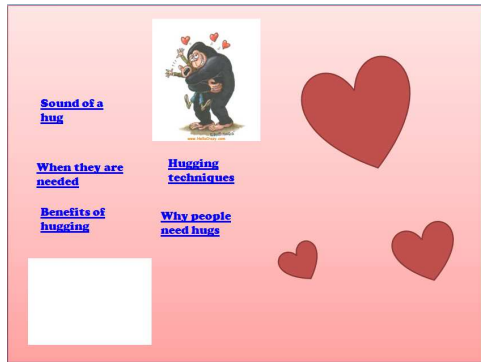 Sound of a
hug
When they are
needed
Hugging
techniques
Benefits of
hugging
Why people
need hugs